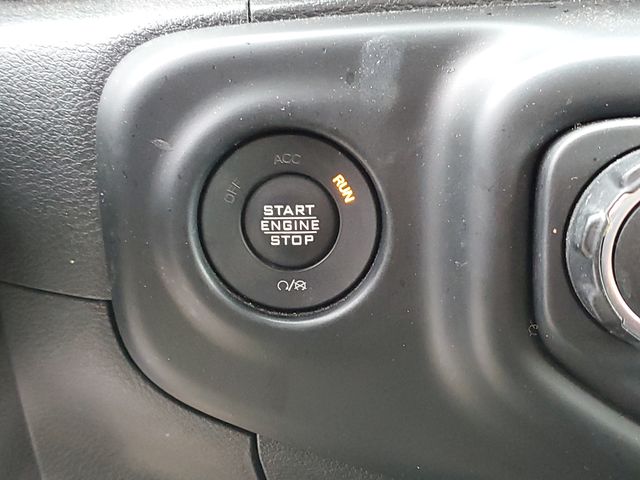 ACC
OFF
RUN
START
ENGINE
STOP